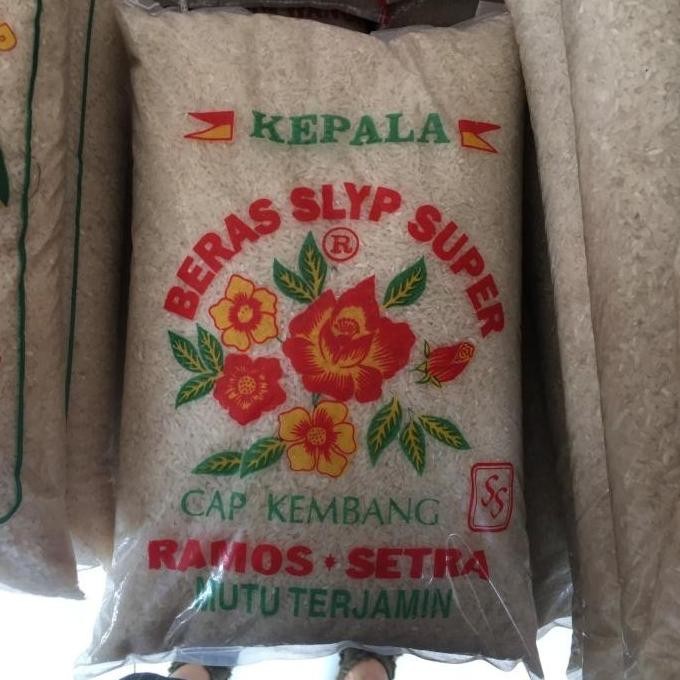 KEPALA
BERAS SLYP SUPER
®
CAP KEMBANG
SS
RAMOS * SETRA
MUTU TERJAMIN